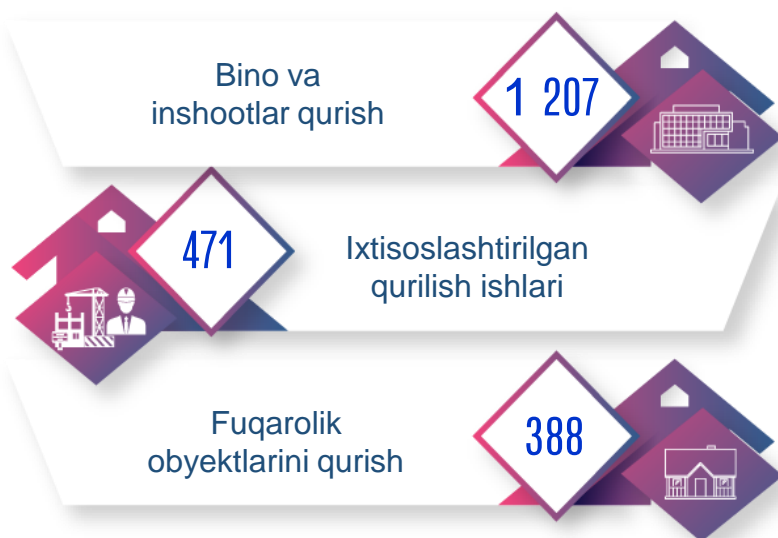 Bino va
inshootlar qurish
1 207
471
Ixtisoslashtirilgan
qurilish ishlari
Fuqarolik
obyektlarini qurish
388